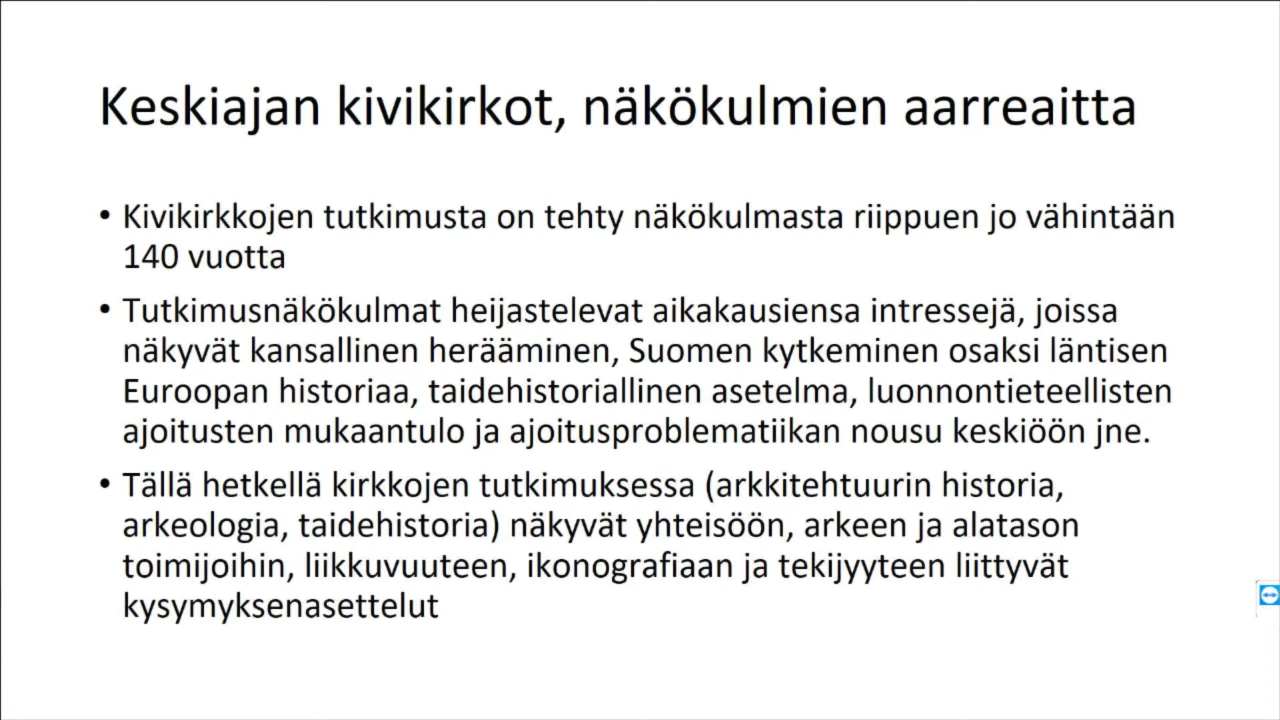 Keskiajan kivikirkot, näkökulmien aarreaitta
• Kivikirkkojen tutkimusta on tehty näkökulmasta riippuen jo vähintään
140 vuotta
• Tutkimusnäkökulmat heijastelevat aikakausiensa intressejä, joissa
näkyvät kansallinen herääminen, Suomen kytkeminen osaksi läntisen
Euroopan historiaa, taidehistoriallinen asetelma, luonnontieteellisten
ajoitusten mukaantulo ja ajoitusproblematiikan nousu keskiöön jne.
• Tällä hetkellä kirkkojen tutkimuksessa (arkkitehtuurin historia,
arkeologia, taidehistoria) näkyvät yhteisöön, arkeen ja alatason
toimijoihin, liikkuvuuteen, ikonografiaan ja tekijyyteen liittyvät
kysymyksenasettelut